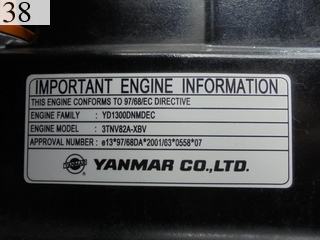 38
IMPORTANT ENGINE INFORMATION
THIS ENGINE CONFORMS TO 97/68/EC DIRECTIVE
ENGINE FAMILY : YD1300DNMDEC
ENGINE MODEL : 3TNV82A-XBV
APPROVAL NUMBER : e13*97/68DA*2001/63*0558*07
YANMAR CO.,LTD.